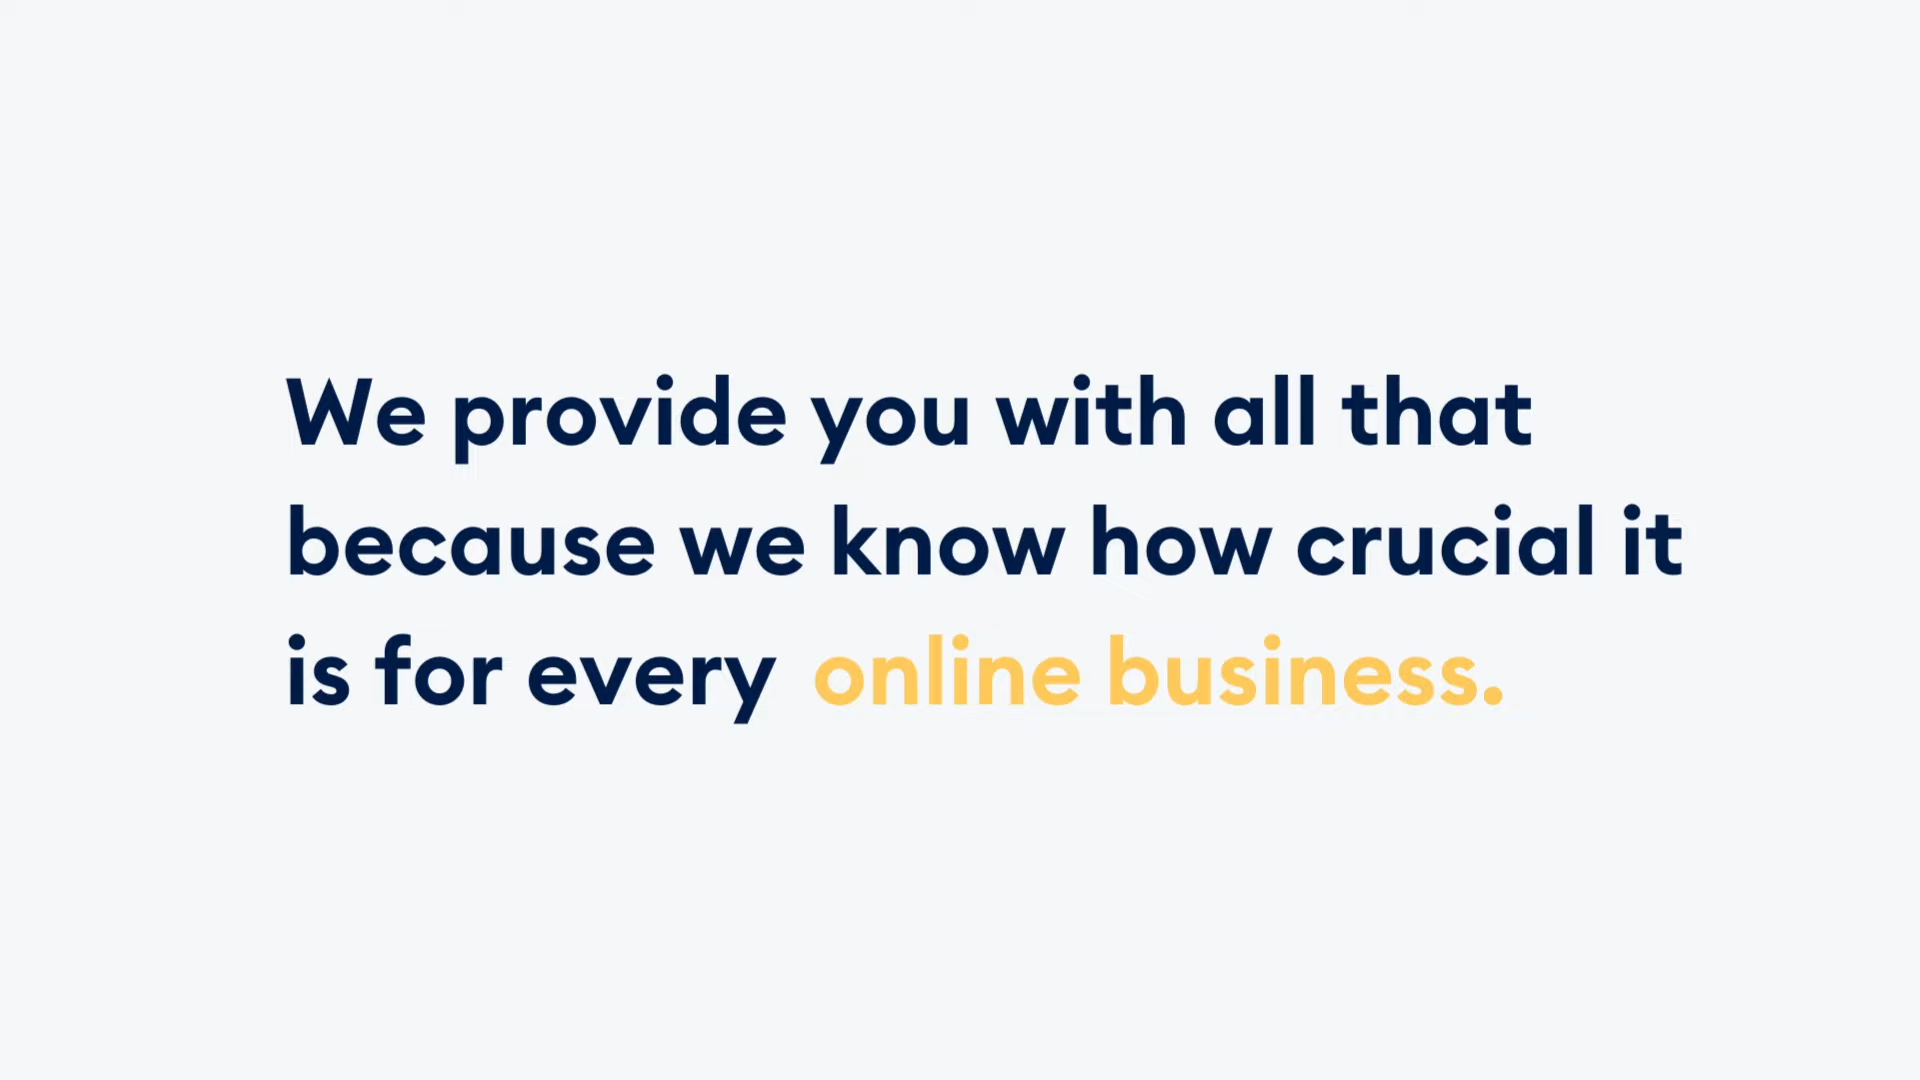 We provide you with all that
because we know how crucial it
is for every online business.